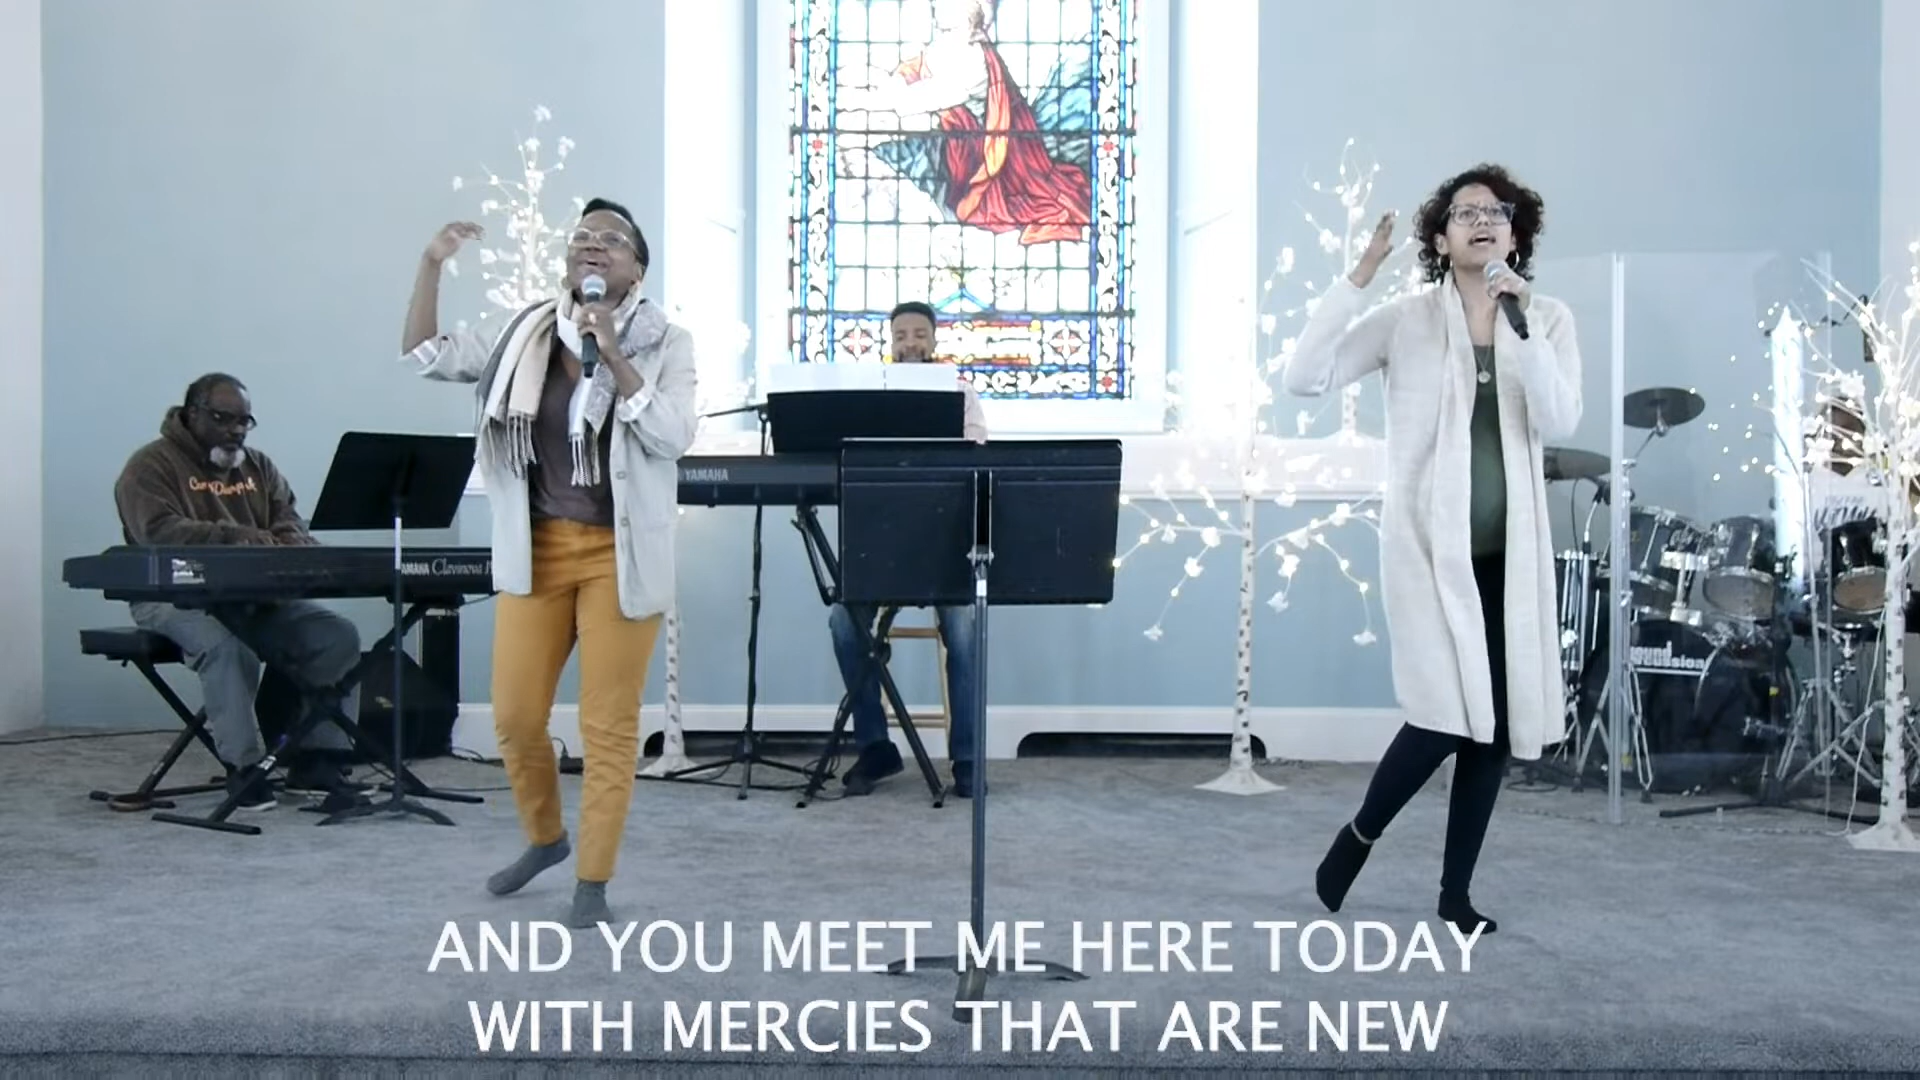 YAMAHA
YAMAHA Clavinova
AND YOU MEET ME HERE TODAY
WITH MERCIES THAT ARE NEW